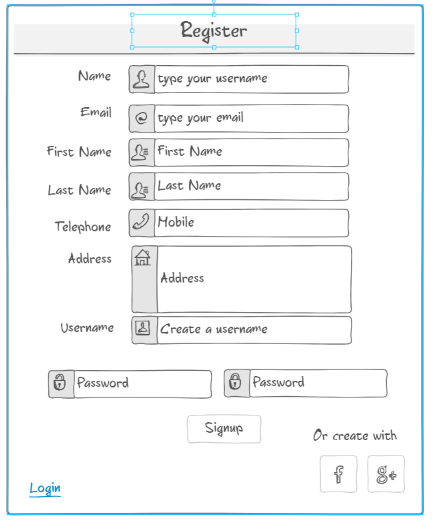 Register
Name type your username
Email type your email
@
First Name First Name
Last Name Last Name
Telephone Mobile
Address Address
Username Create a username
Password Password
Signup
Or create with
f g+
Login